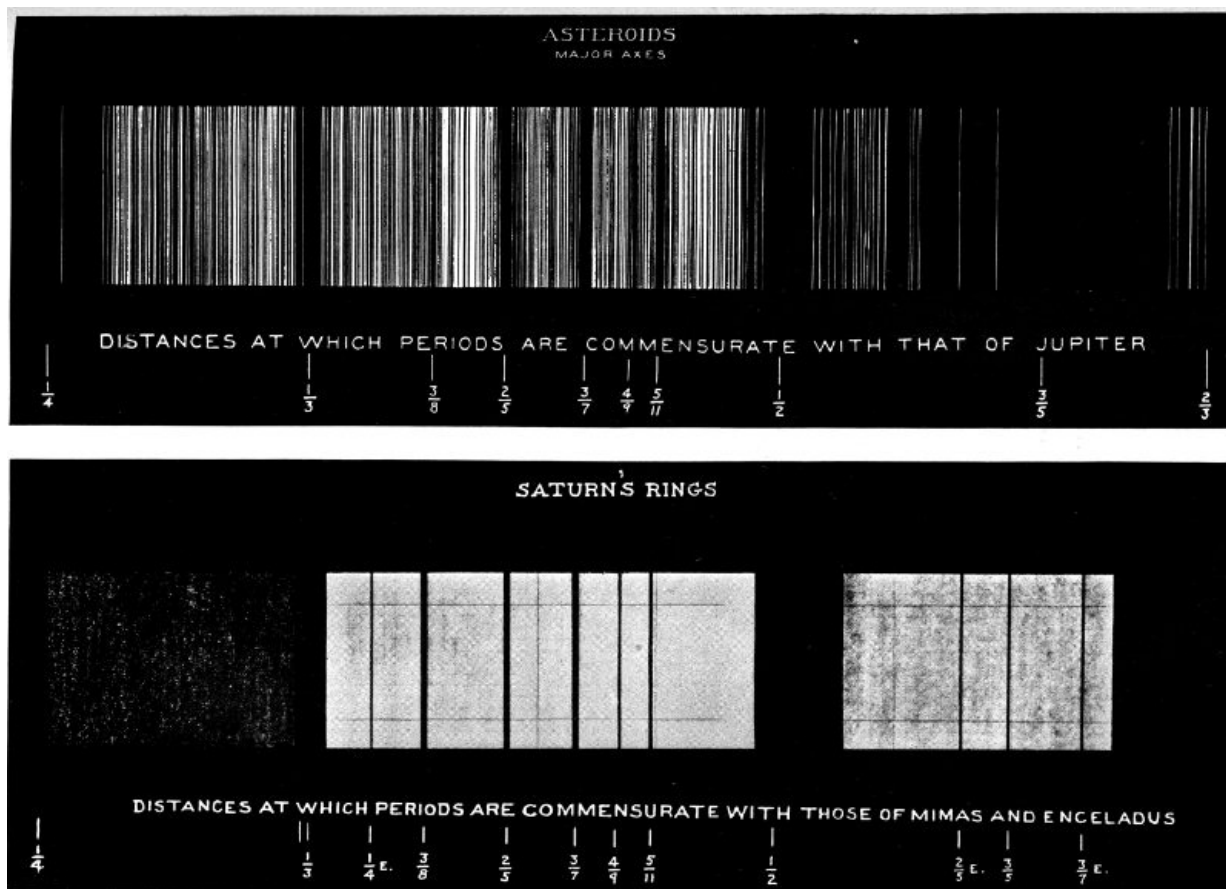 ASTEROIDS
MAJOR AXES
DISTANCES AT WHICH PERIODS ARE COMMENSURATE WITH THAT OF JUPITER
1/4 1/3 3/8 2/5 3/7 4/9 5/11 1/2 3/5 2/3
SATURN'S RINGS
DISTANCES AT WHICH PERIODS ARE COMMENSURATE WITH THOSE OF MIMAS AND ENCELADUS
1/4 1/3 1/4 E. 3/8 2/5 3/7 4/9 5/11 1/2 2/5 E. 3/5 3/7 E.